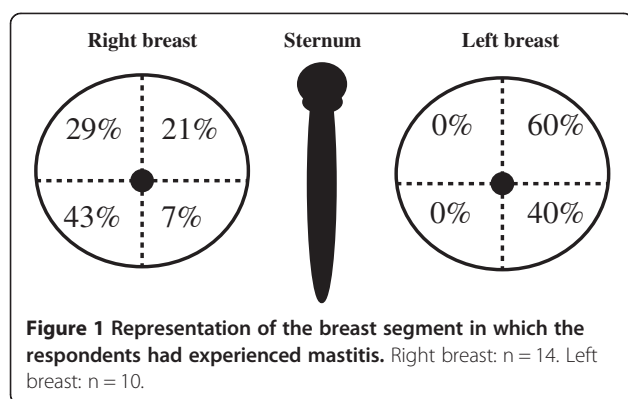 Right breast Sternum Left breast
29% 21% 0% 60%
43% 7% 0% 40%
Figure 1 Representation of the breast segment in which the
respondents had experienced mastitis. Right breast: n = 14. Left
breast: n = 10.